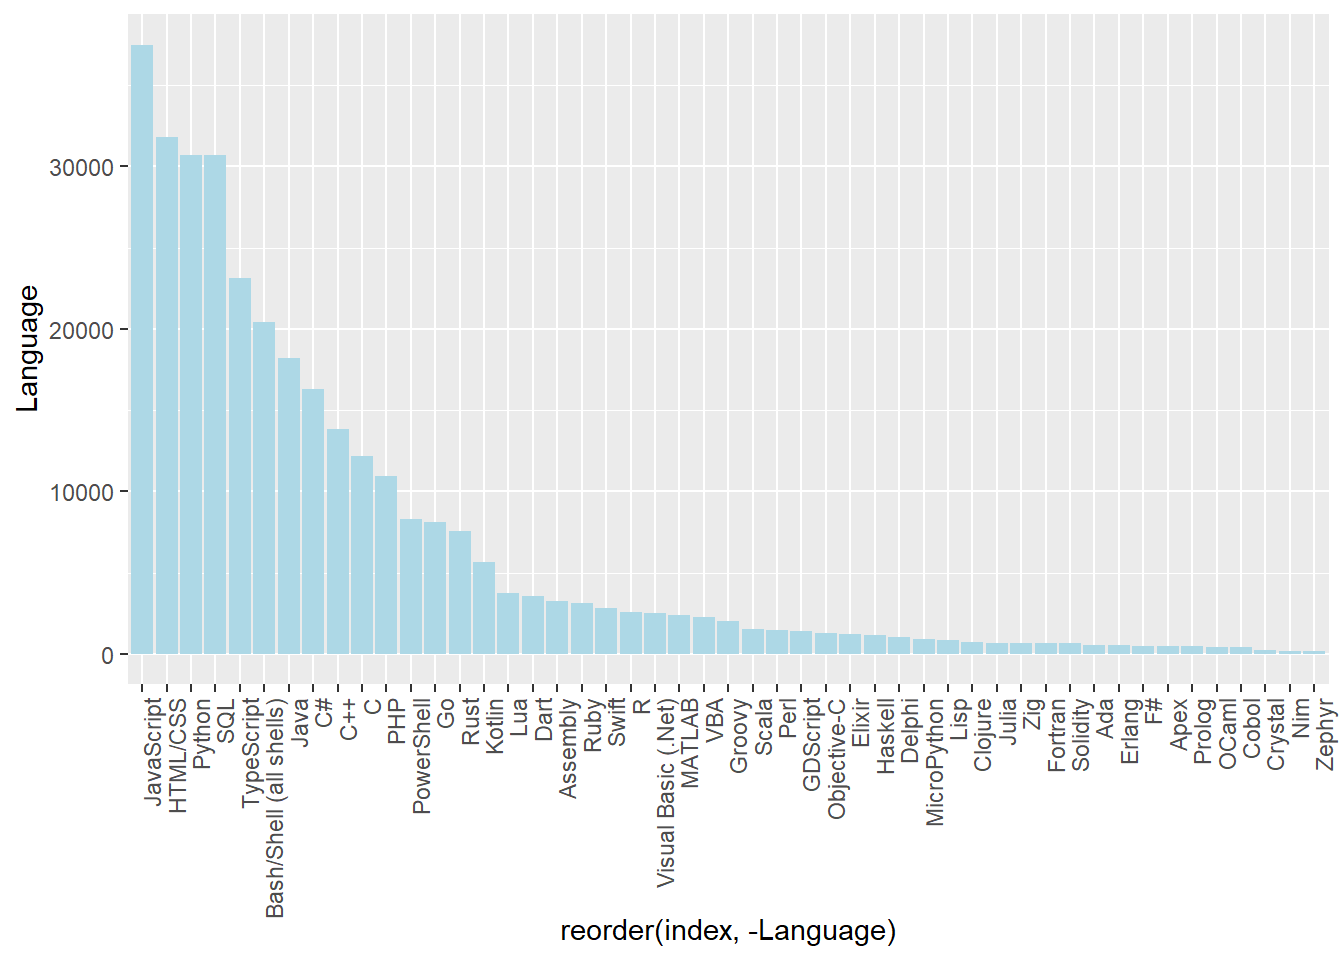 Language
30000
20000
10000
0
JavaScript
HTML/CSS
Python
SQL
TypeScript
Bash/Shell (all shells)
Java
C#
C++
C
PHP
PowerShell
Go
Rust
Kotlin
Lua
Dart
Assembly
Ruby
Swift
R
Visual Basic (.Net)
MATLAB
VBA
Groovy
Scala
Perl
GDScript
Objective-C
Elixir
Haskell
Delphi
MicroPython
Lisp
Clojure
Julia
Zig
Fortran
Solidity
Ada
Erlang
F#
Apex
Prolog
OCaml
Cobol
Crystal
Nim
Zephyr
reorder(index, -Language)